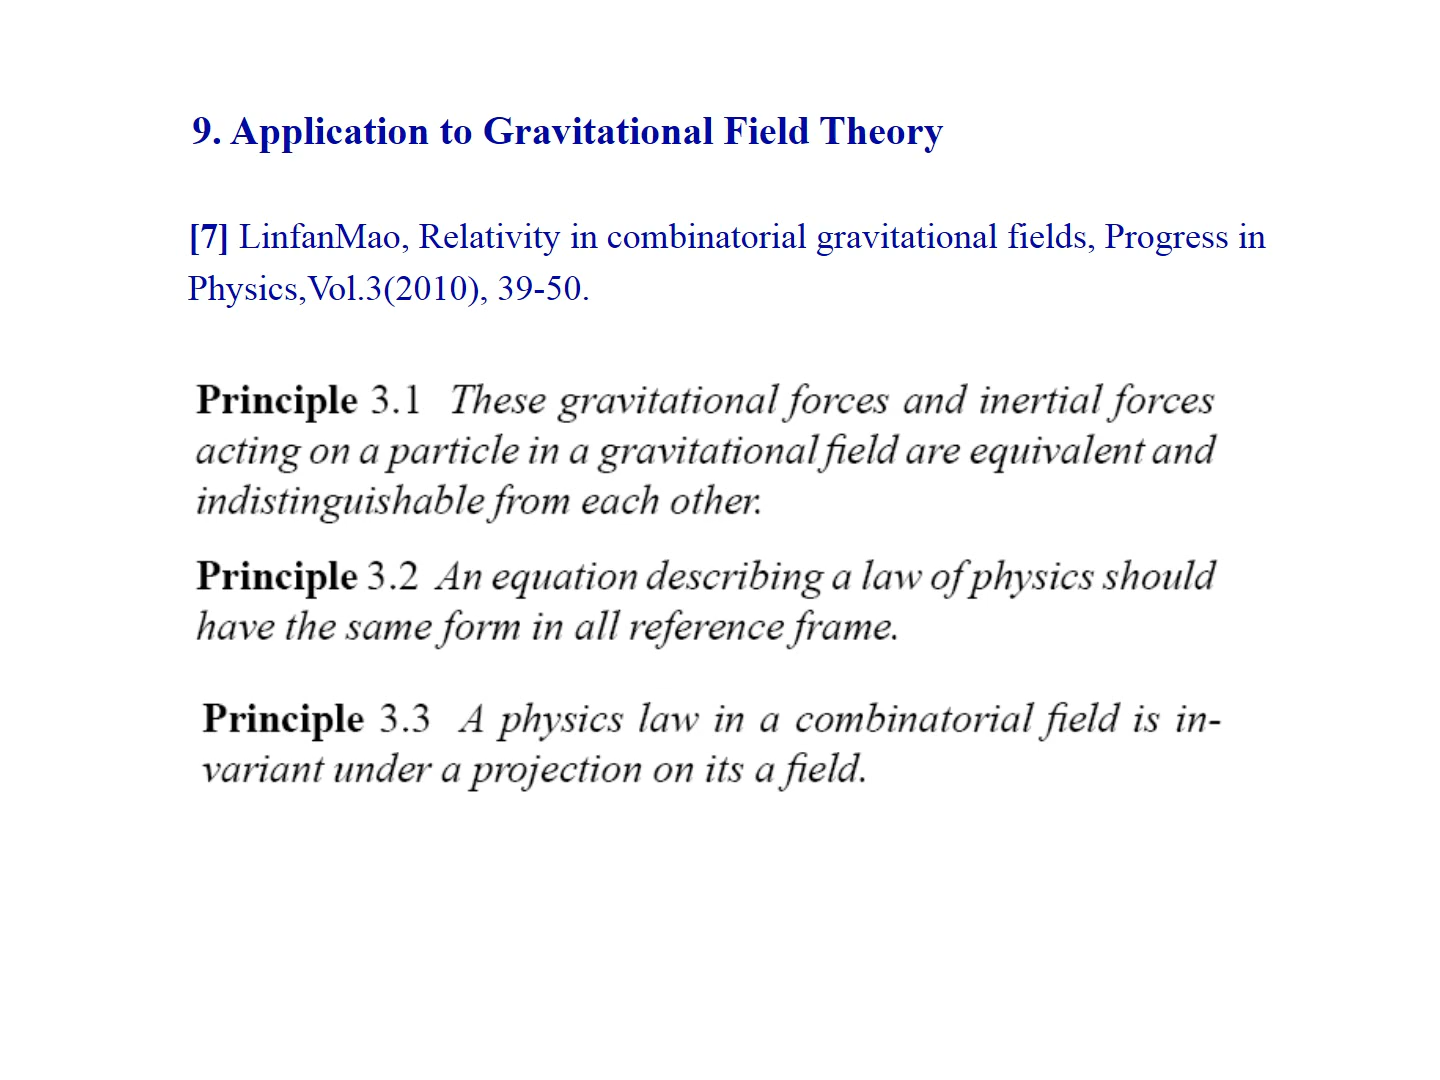 9. Application to Gravitational Field Theory
[7] LinfanMao, Relativity in combinatorial gravitational fields, Progress in
Physics,Vol.3(2010), 39-50.
Principle 3.1 These gravitational forces and inertial forces
acting on a particle in a gravitational field are equivalent and
indistinguishable from each other.
Principle 3.2 An equation describing a law of physics should
have the same form in all reference frame.
Principle 3.3 A physics law in a combinatorial field is in-
variant under a projection on its a field.